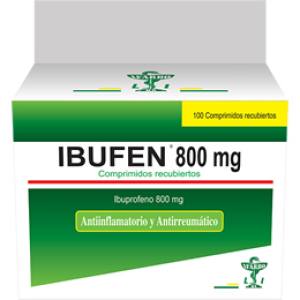 100 Comprimidos recubiertos
IBUFEN® 800 mg
Comprimidos recubiertos
Ibuprofeno 800 mg
Antiinflamatorio y Antirreumático